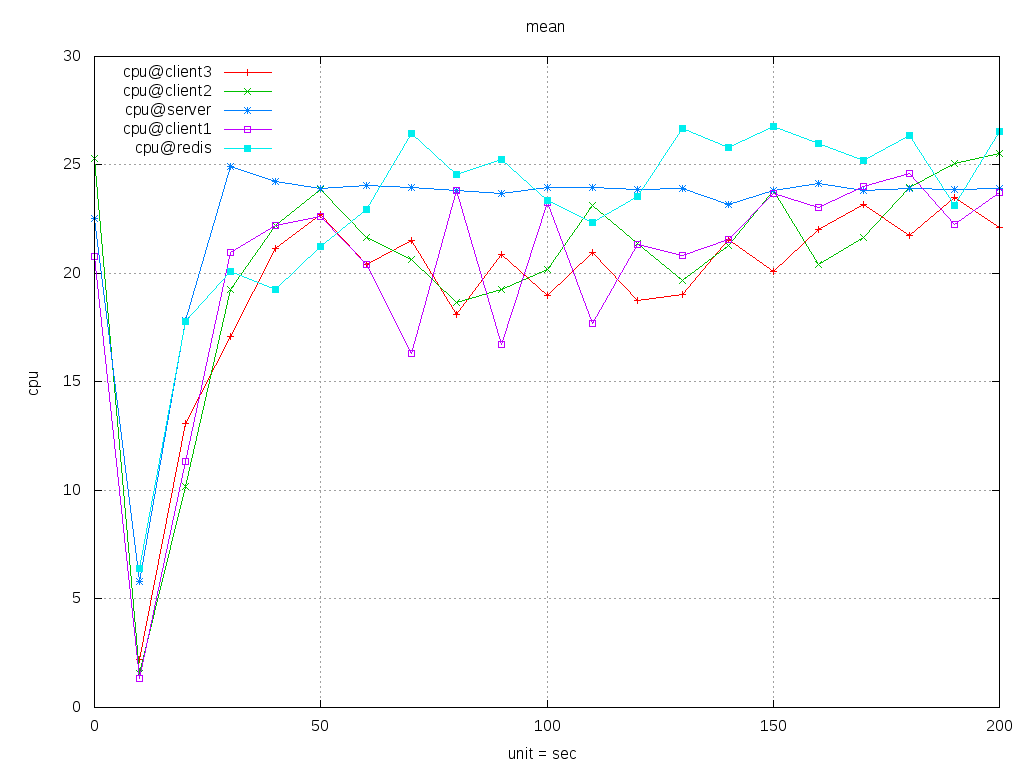 mean
30
25
20
15
10
5
0
cpu
cpu@client3
cpu@client2
cpu@server
cpu@client1
cpu@redis
0 50 100 150 200
unit = sec